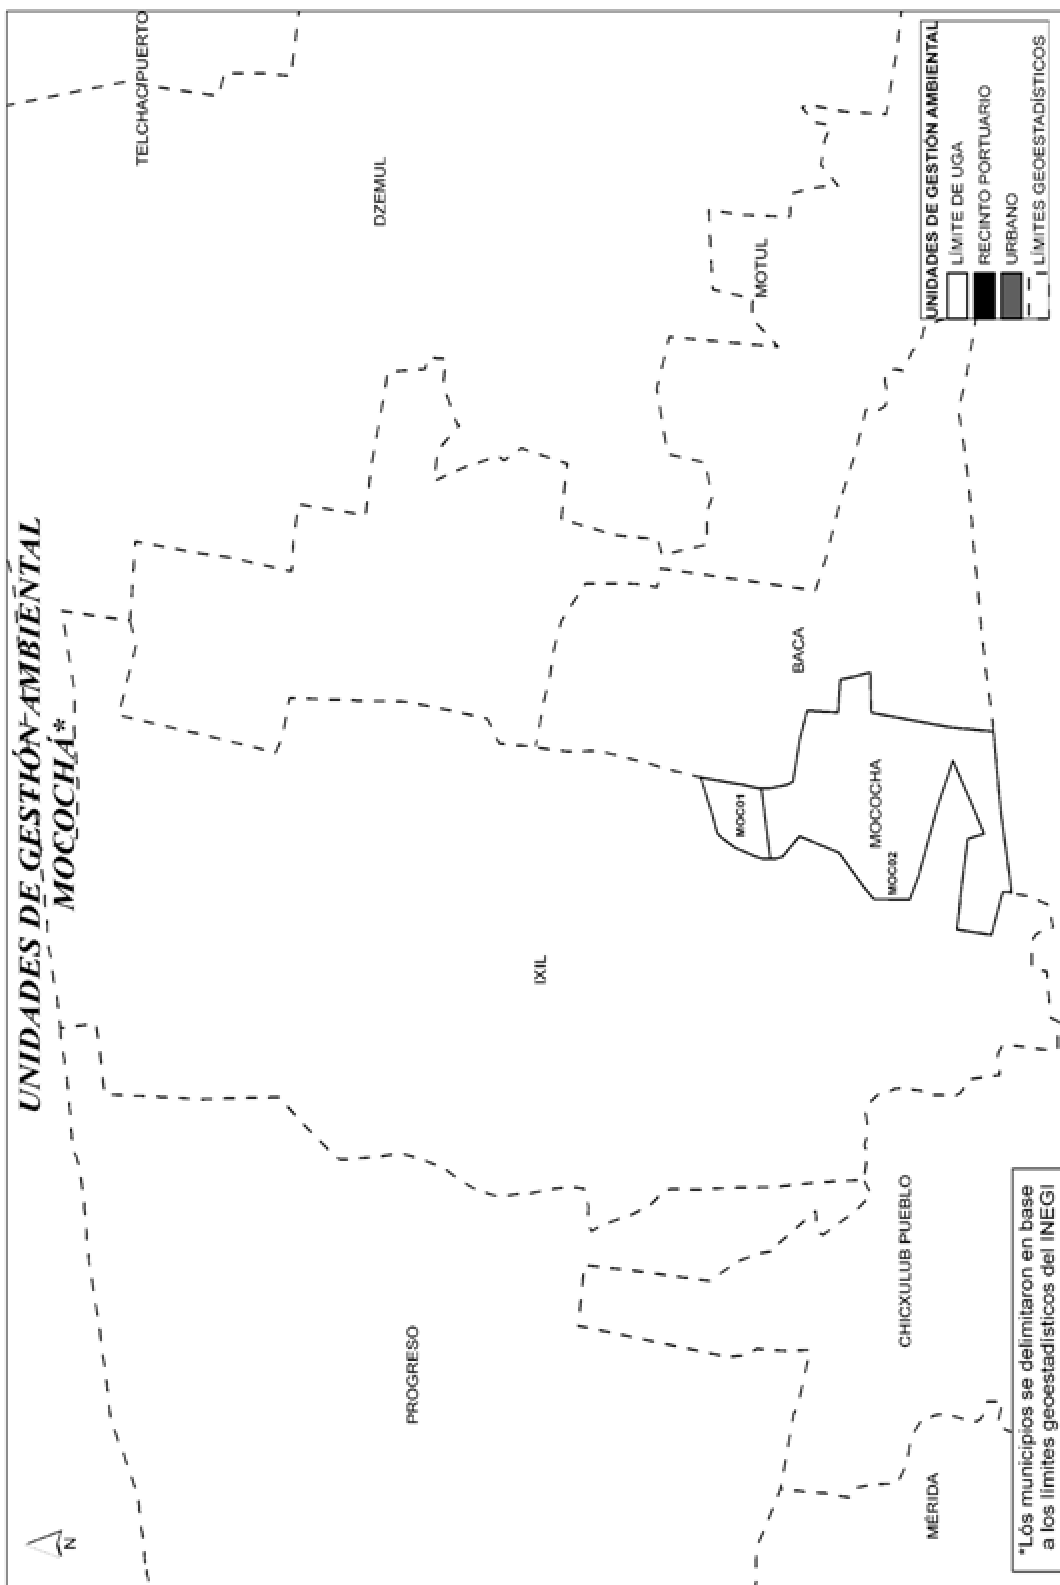 UNIDADES DE GESTIÓN AMBIENTAL
MOCOCHÁ*
N
TELCHAC PUERTO
DZEMUL
PROGRESO
IXIL
MOTUL
BACA
MOC01
MOCOCHA
MOC02
CHICXULUB PUEBLO
MÉRIDA
UNIDADES DE GESTIÓN AMBIENTAL
LÍMITE DE UGA
RECINTO PORTUARIO
URBANO
LÍMITES GEOESTADÍSTICOS
*Lós municipios se delimitaron en base
a los límites geoestadísticos del INEGI